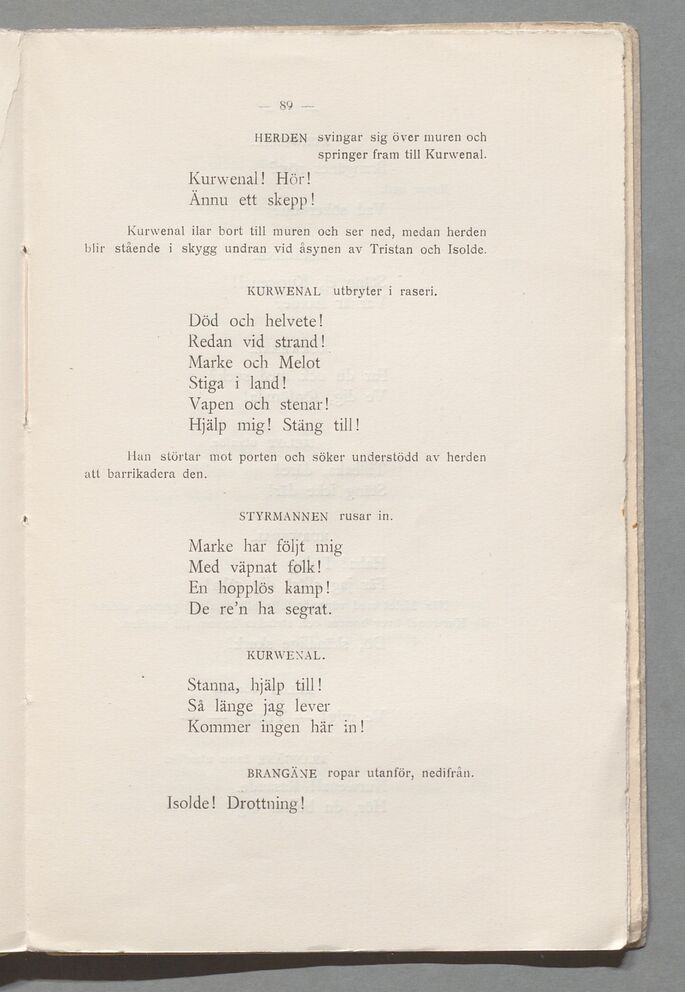 — 89 —
HERDEN svingar sig över muren och
springer fram till Kurwenal.
Kurwenal! Hör!
Ännu ett skepp!
Kurwenal ilar bort till muren och ser ned, medan herden
blir stående i skygg undran vid åsynen av Tristan och Isolde.
KURWENAL utbryter i raseri.
Död och helvete!
Redan vid strand!
Marke och Melot
Stiga i land!
Vapen och stenar!
Hjälp mig! Stäng till!
Han störtar mot porten och söker understödd av herden
att barrikadera den.
STYRMANNEN rusar in.
Marke har följt mig
Med väpnat folk!
En hopplös kamp!
De re'n ha segrat.
KURWENAL.
Stanna, hjälp till!
Så länge jag lever
Kommer ingen här in!
BRANGÄNE ropar utanför, nedifrån.
Isolde! Drottning!